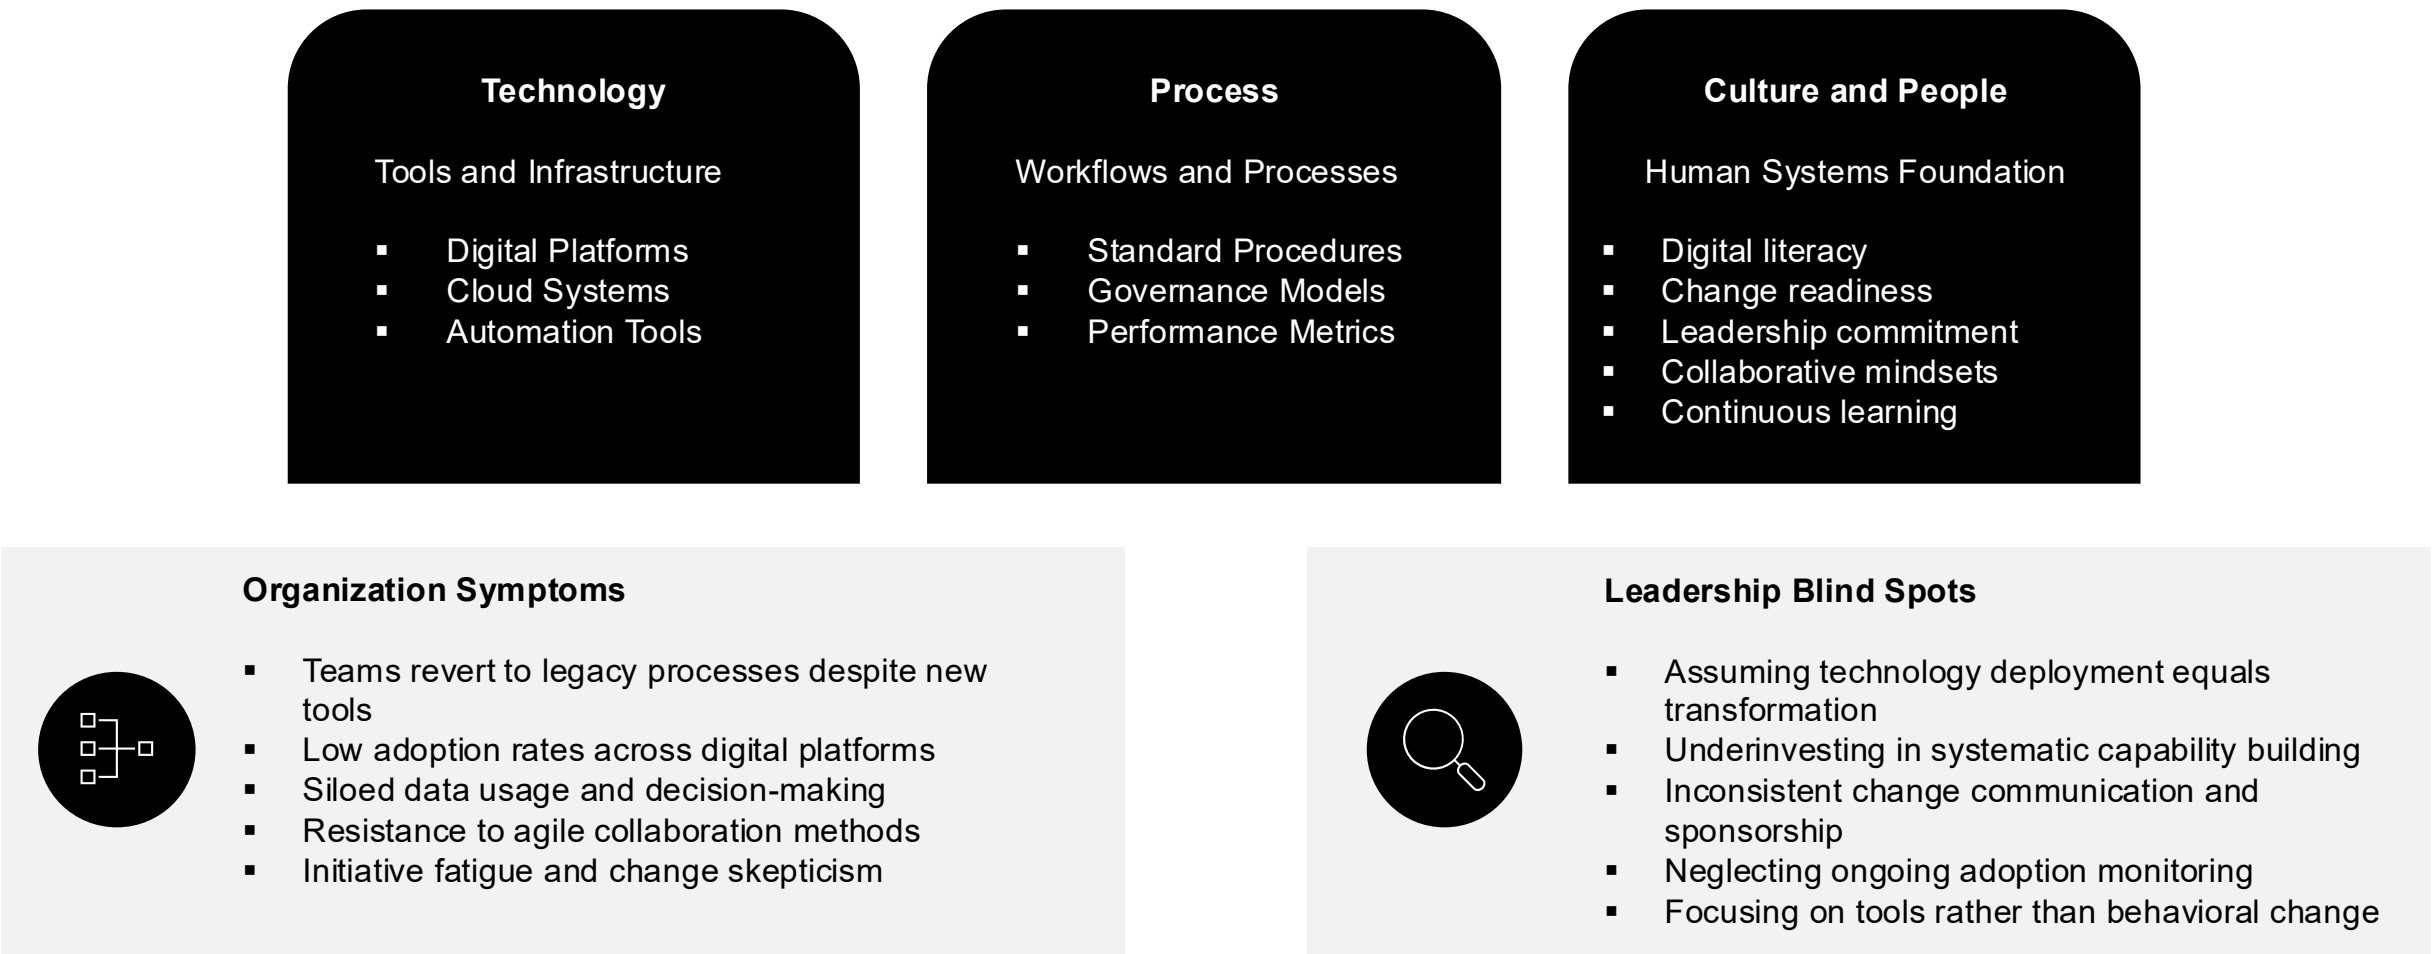 Technology
Tools and Infrastructure
▪ Digital Platforms
▪ Cloud Systems
▪ Automation Tools
Process
Workflows and Processes
▪ Standard Procedures
▪ Governance Models
▪ Performance Metrics
Culture and People
Human Systems Foundation
▪ Digital literacy
▪ Change readiness
▪ Leadership commitment
▪ Collaborative mindsets
▪ Continuous learning
Organization Symptoms
▪ Teams revert to legacy processes despite new
tools
▪ Low adoption rates across digital platforms
▪ Siloed data usage and decision-making
▪ Resistance to agile collaboration methods
▪ Initiative fatigue and change skepticism
Leadership Blind Spots
▪ Assuming technology deployment equals
transformation
▪ Underinvesting in systematic capability building
▪ Inconsistent change communication and
sponsorship
▪ Neglecting ongoing adoption monitoring
▪ Focusing on tools rather than behavioral change